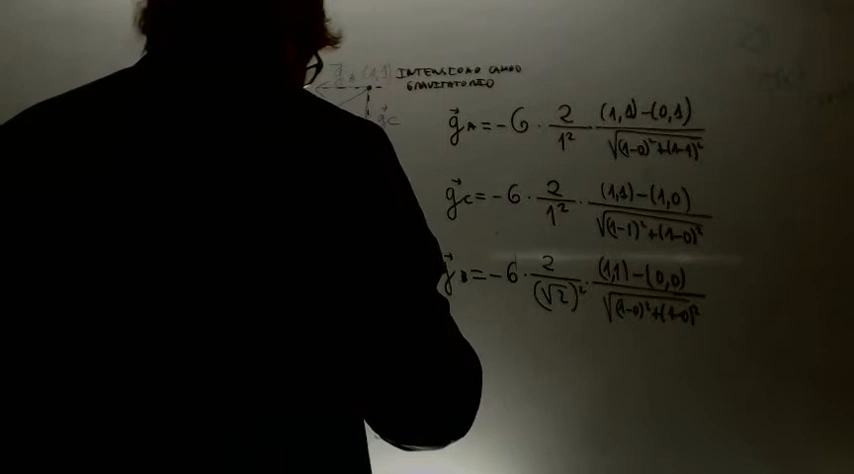 (1,1) INTENSIDAD CAMPO
GRAVITATORIO
g⃗C
g⃗A = -G · 2/1² · (1,1)-(0,1)/√((1-0)²+(1-1)²)
g⃗C = -G · 2/1² · (1,1)-(1,0)/√((1-1)²+(1-0)²)
g⃗B = -G · 2/(√2)² · (1,1)-(0,0)/√((1-0)²+(1-0)²)